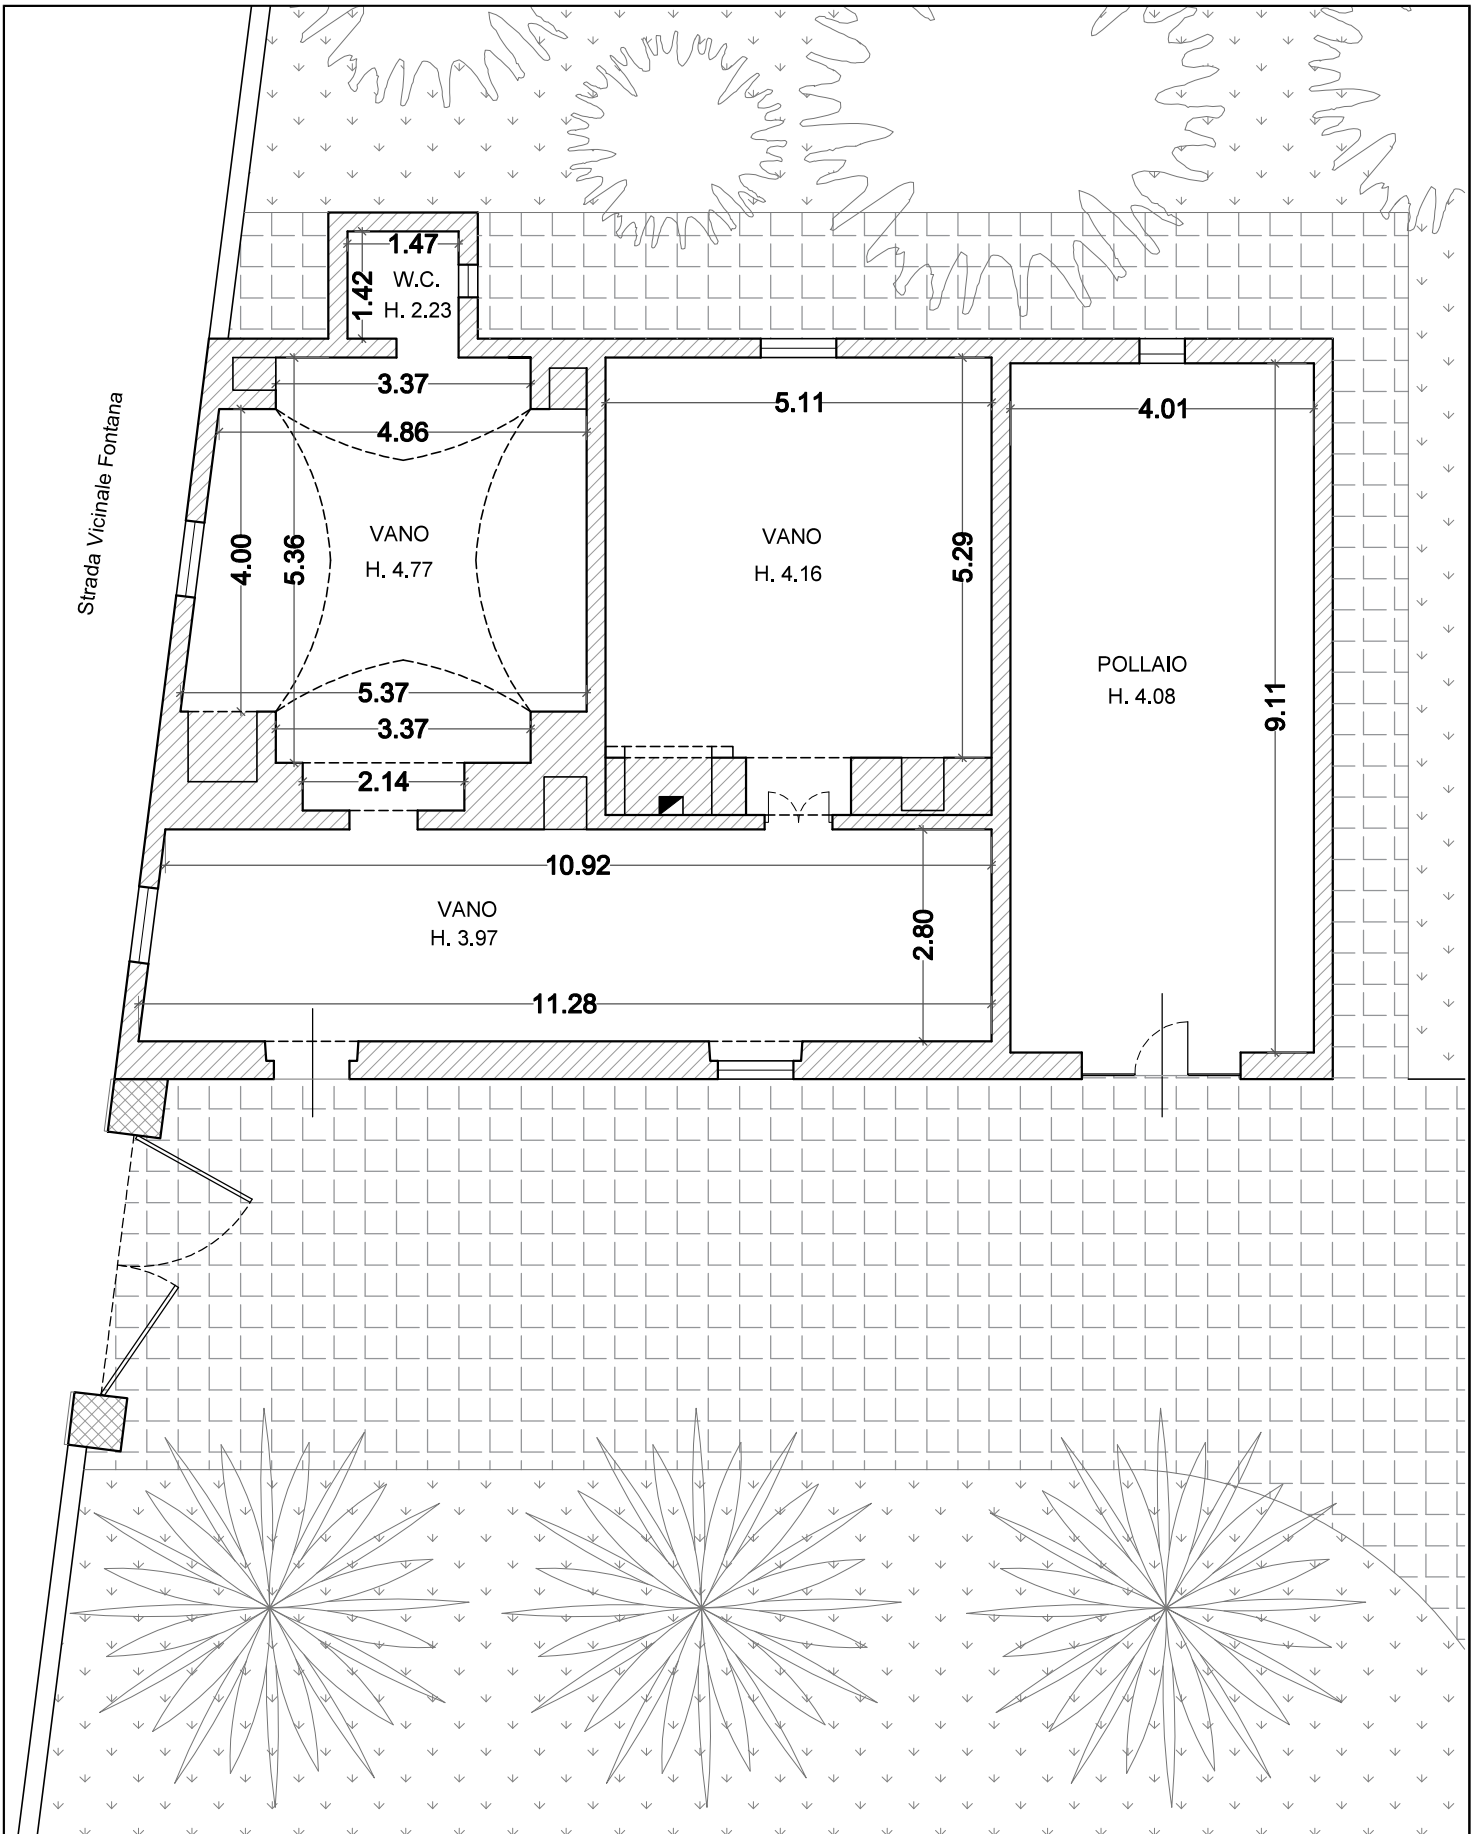 1.47
W.C.
1.42
H. 2.23
3.37
4.86
5.11
4.01
Strada Vicinale Fontana
VANO
H. 4.77
4.00
5.36
VANO
H. 4.16
5.29
POLLAIO
H. 4.08
9.11
5.37
3.37
2.14
10.92
VANO
H. 3.97
2.80
11.28